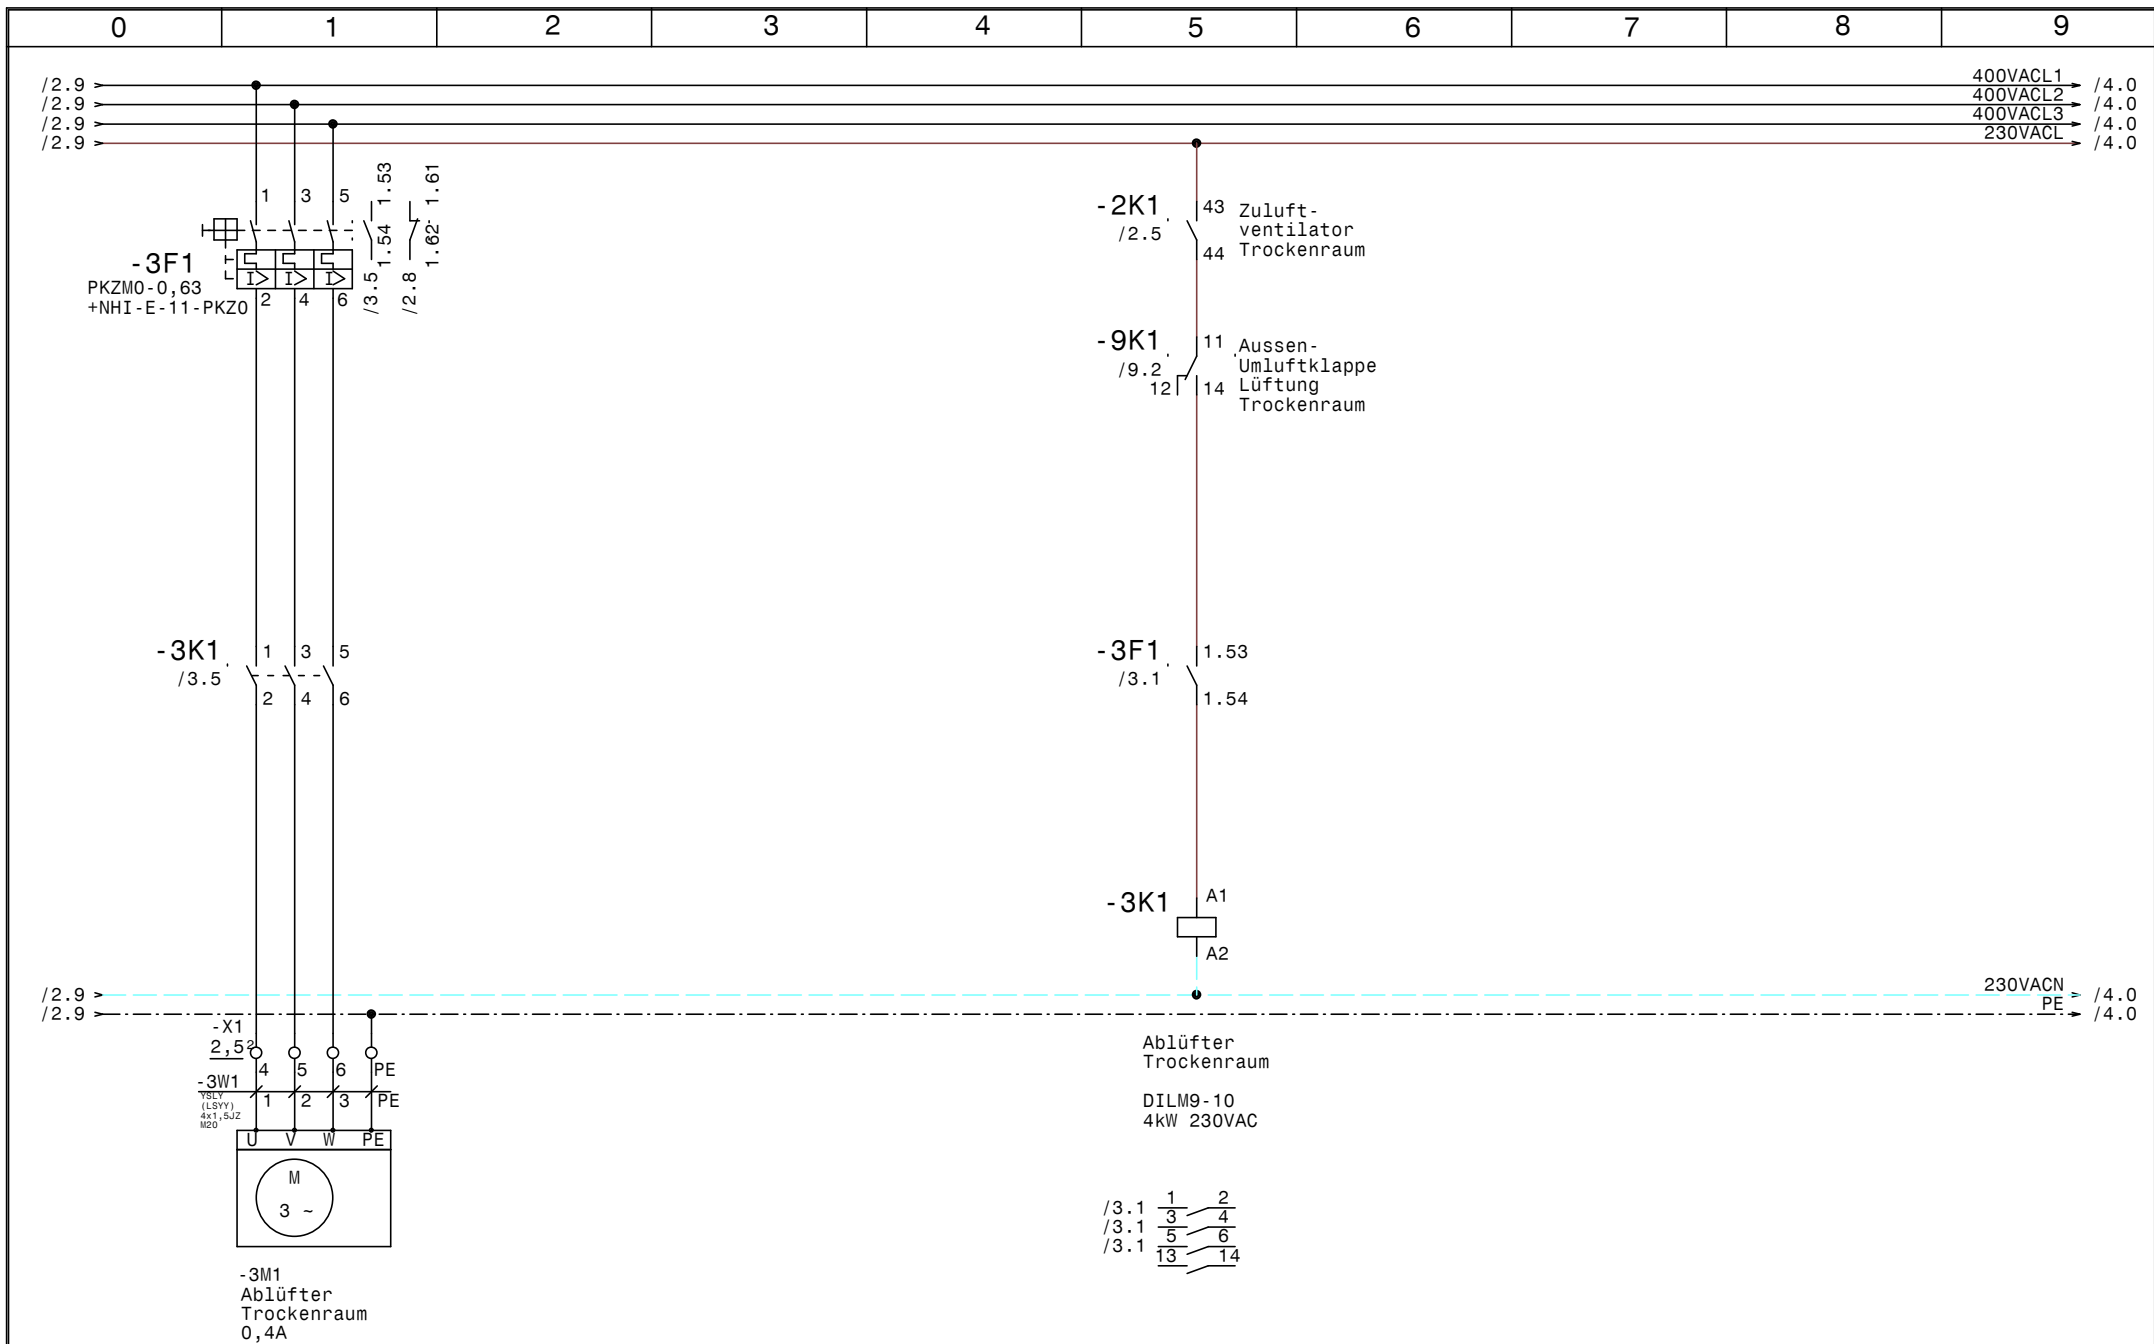 0 1 2 3 4 5 6 7 8 9
/2.9 400VACL1 /4.0
/2.9 400VACL2 /4.0
/2.9 400VACL3 /4.0
/2.9 230VACL /4.0
1 3 5
1.53
1.54
/3.5
1.61
1.62
/2.8
-3F1
PKZM0-0,63
+NHI-E-11-PKZ0
I> I> I>
2 4 6
-2K1
/2.5
43
44
Zuluft-
ventilator
Trockenraum
-9K1
/9.2
11
12 14
Aussen-
Umluftklappe
Lüftung
Trockenraum
-3K1
/3.5
1 3 5
2 4 6
-3F1
/3.1
1.53
1.54
-3K1
A1
A2
/2.9 230VACN /4.0
/2.9 PE /4.0
-X1
2,5²
4 5 6 PE
-3W1
YSLY
(LSYY)
4x1,5JZ
M20
1 2 3 PE
U V W PE
M
3 ~
-3M1
Ablüfter
Trockenraum
0,4A
Ablüfter
Trockenraum
DILM9-10
4kW 230VAC
/3.1 1 2
/3.1 3 4
/3.1 5 6
13 14